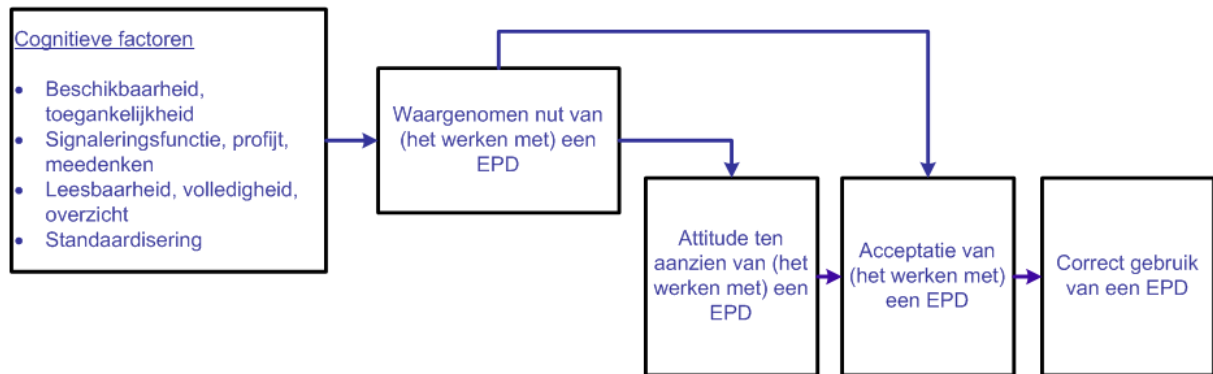 Cognitieve factoren
• Beschikbaarheid,
toegankelijkheid
• Signaleringsfunctie, profijt,
meedenken
• Leesbaarheid, volledigheid,
overzicht
• Standaardisering
Waargenomen nut van
(het werken met) een
EPD
Attitude ten
aanzien van (het
werken met) een
EPD
Acceptatie van
(het werken met)
een EPD
Correct gebruik
van een EPD